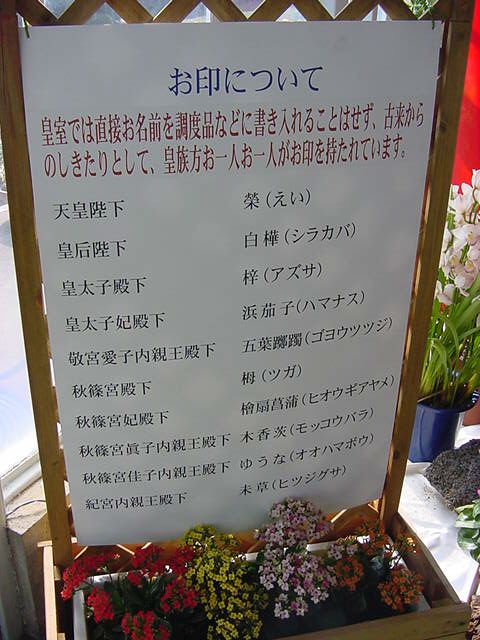 お印について
皇室では直接お名前を調度品などに書き入れることはせず、古来から
のしきたりとして、皇族方お一人お一人がお印を持たれています。
天皇陛下　榮(えい)
皇后陛下　白樺(シラカバ)
皇太子殿下　梓(アズサ)
皇太子妃殿下　浜茄子(ハマナス)
敬宮愛子内親王殿下　五葉躑躅(ゴヨウツツジ)
秋篠宮殿下　栂(ツガ)
秋篠宮妃殿下　檜扇菖蒲(ヒオウギアヤメ)
秋篠宮眞子内親王殿下　木香茨(モッコウバラ)
秋篠宮佳子内親王殿下　ゆうな(オオハマボウ)
紀宮内親王殿下　未草(ヒツジグサ)